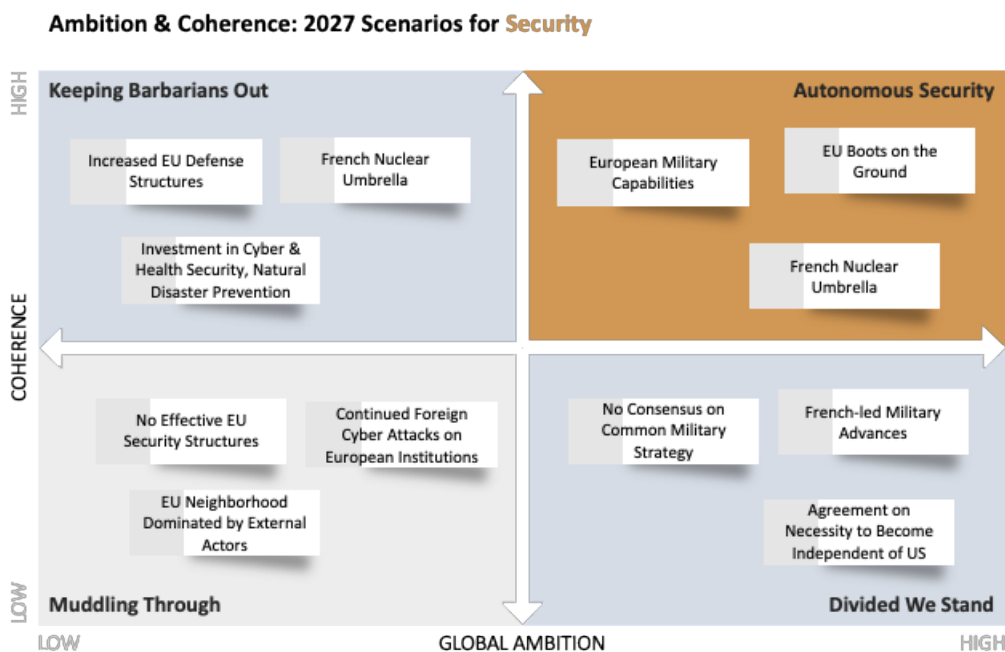 Ambition & Coherence: 2027 Scenarios for Security
HIGH
Keeping Barbarians Out
Autonomous Security
Increased EU Defense
Structures
French Nuclear
Umbrella
Investment in Cyber &
Health Security, Natural
Disaster Prevention
European Military
Capabilities
EU Boots on the
Ground
French Nuclear
Umbrella
COHERENCE
No Effective EU
Security Structures
Continued Foreign
Cyber Attacks on
European Institutions
EU Neighborhood
Dominated by External
Actors
No Consensus on
Common Military
Strategy
French-led Military
Advances
Agreement on
Necessity to Become
Independent of US
LOW
Muddling Through
Divided We Stand
LOW
GLOBAL AMBITION
HIGH